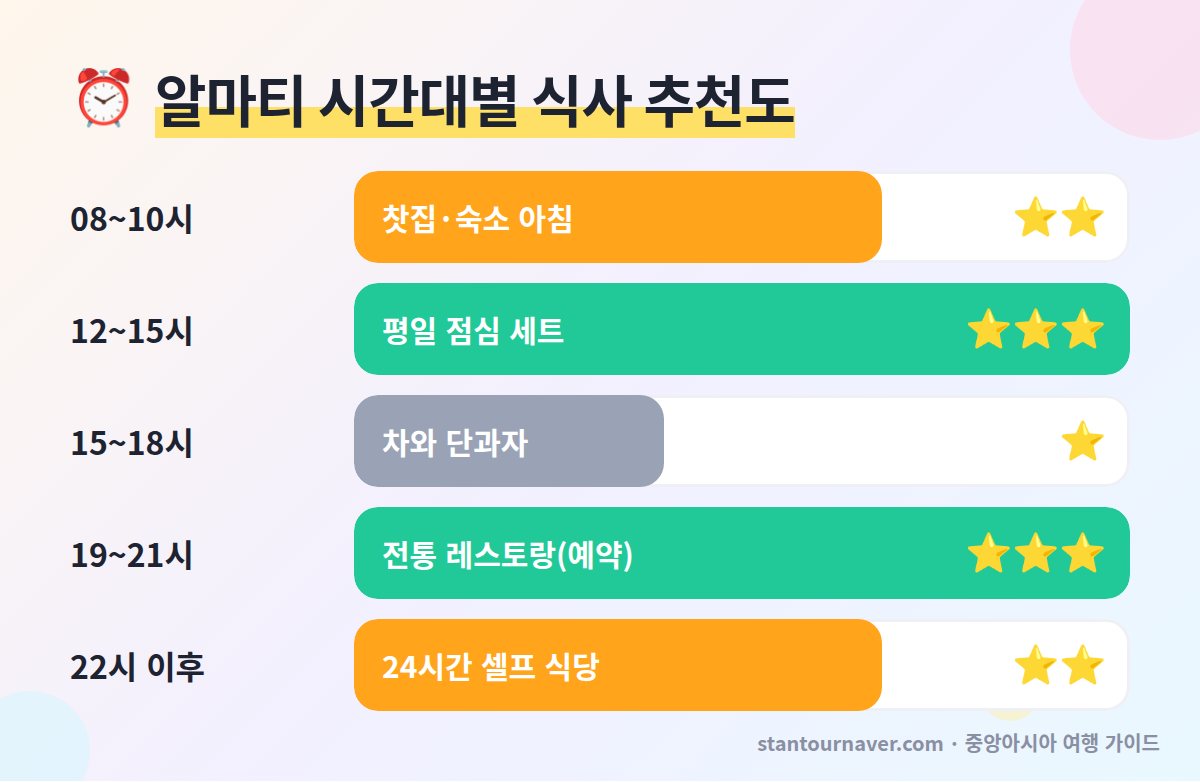 알마티 시간대별 식사 추천도
08~10시 찻집·숙소 아침
12~15시 평일 점심 세트
15~18시 차와 단과자
19~21시 전통 레스토랑(예약)
22시 이후 24시간 셀프 식당
stantournaver.com · 중앙아시아 여행 가이드